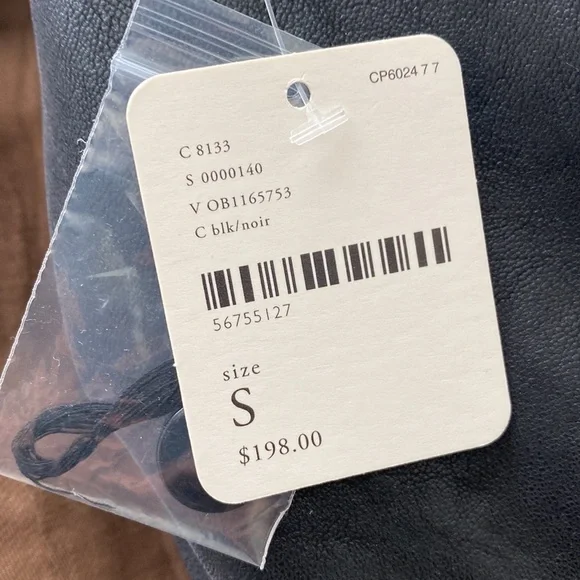 CP6024 7 7
C 8133
S 0000140
V OB1165753
C blk/noir
56755127
size
S
$198.00